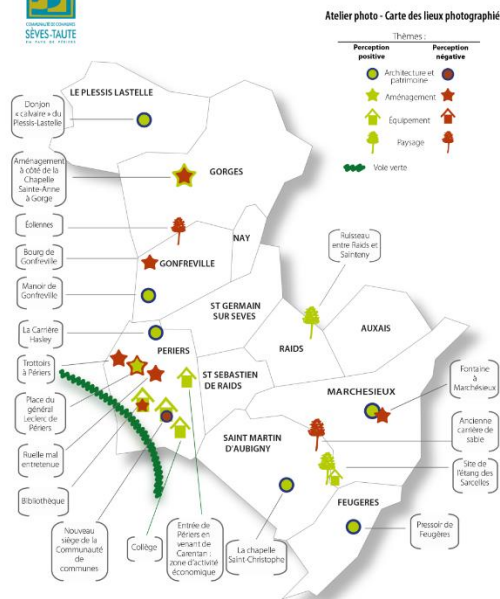 COMMUNAUTÉ DE COMMUNES
SÈVES-TAUTE
EN PAYS DE PÉRIERS
Atelier photo - Carte des lieux photographié
Thèmes :
Perception
positive
Perception
négative
Architecture et
patrimoine
Aménagement
Équipement
Paysage
Voie verte
LE PLESSIS LASTELLE
GORGES
NAY
GONFREVILLE
ST GERMAIN
SUR SEVES
PERIERS
ST SEBASTIEN
DE RAIDS
RAIDS
AUXAIS
MARCHESIEUX
SAINT MARTIN
D'AUBIGNY
FEUGERES
Donjon
« calvaire » du
Plessis-Lastelle
Aménagement
à côté de la
Chapelle
Sainte-Anne
à Gorge
Éoliennes
Bourg de
Gonfreville
Manoir de
Gonfreville
La Carrière
Hasley
Trottoirs
à Périers
Place du
général
Leclerc de
Périers
Ruelle mal
entretenue
Bibliothèque
Nouveau
siège de la
Communauté
de
communes
Collège
Entrée de
Périers en
venant de
Carentan :
zone d'activité
économique
La chapelle
Saint-Christophe
Ruisseau
entre Raids et
Sainteny
Fontaine
à
Marchésieux
Ancienne
carrière de
sable
Site de
l'étang des
Sarcelles
Pressoir de
Feugères